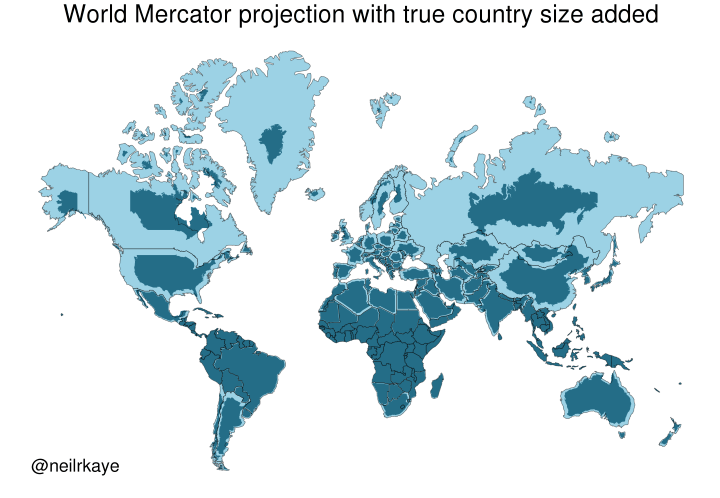 World Mercator projection with true country size added
@neilrkaye